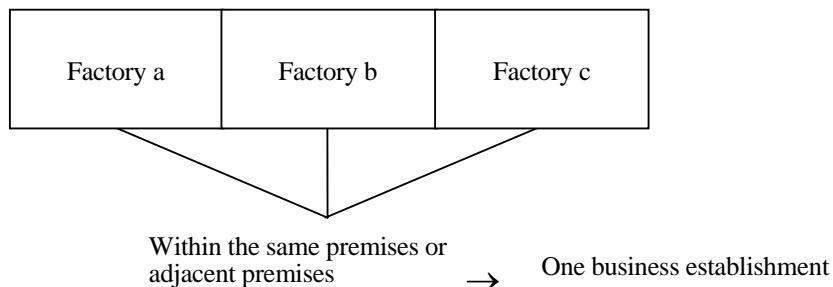 Factory a
Factory b
Factory c
Within the same premises or
adjacent premises
→
One business establishment